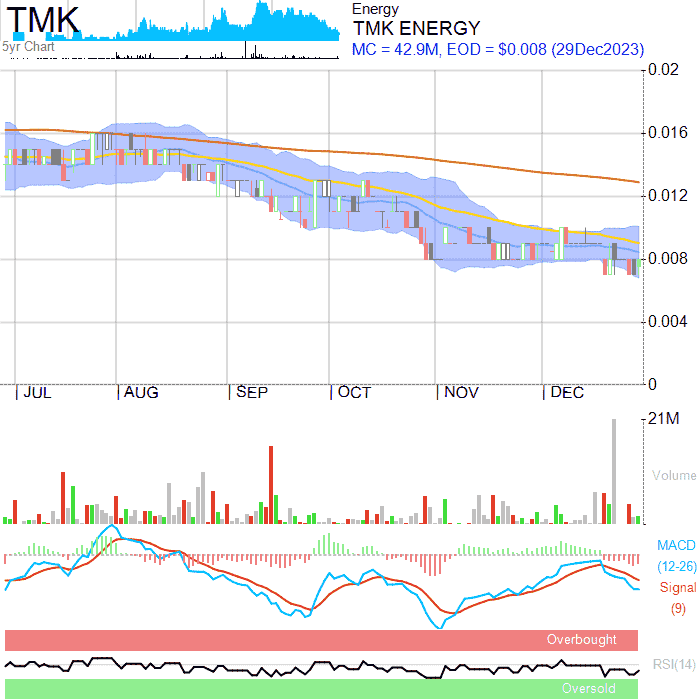 TMK
5yr Chart
Energy
TMK ENERGY
MC = 42.9M, EOD = $0.008 (29Dec2023)
0.02
0.016
0.012
0.008
0.004
0
JUL AUG SEP OCT NOV DEC
21M
Volume
MACD
(12-26)
Signal
(9)
Overbought
RSI(14)
Oversold